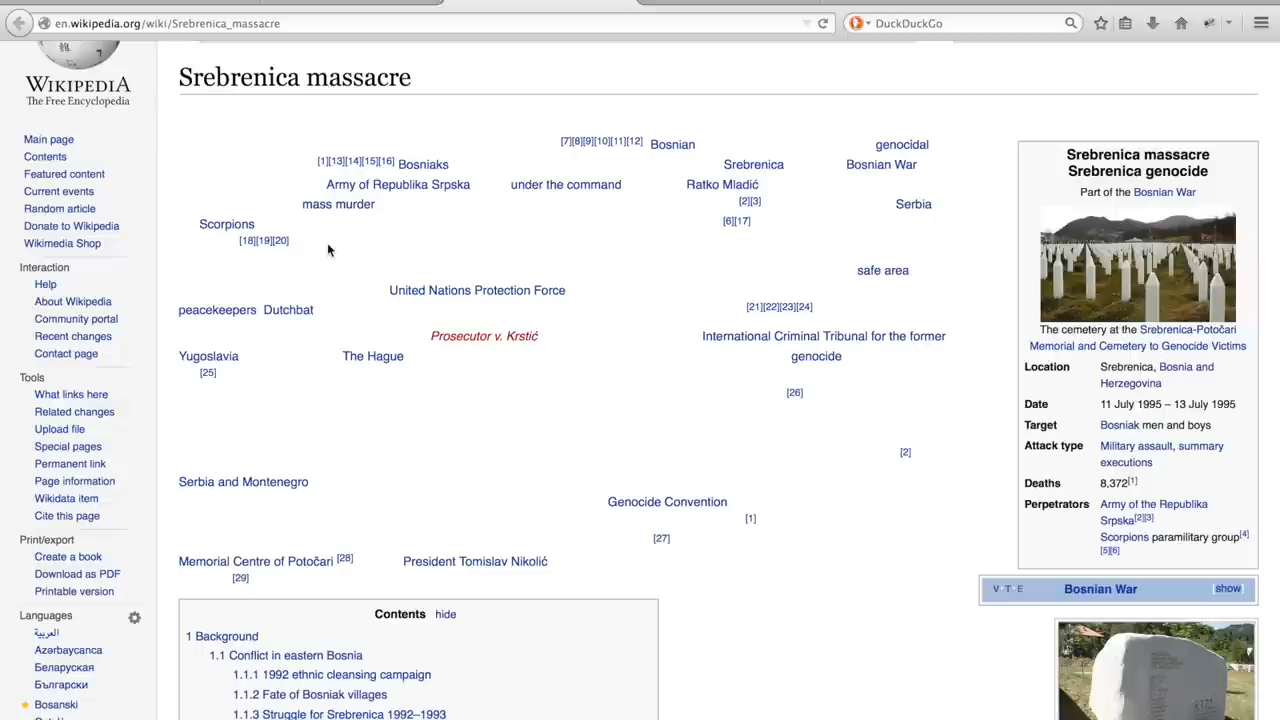 en.wikipedia.org/wiki/Srebrenica_massacre
DuckDuckGo
WIKIPEDIA
The Free Encyclopedia
Main page
Contents
Featured content
Current events
Random article
Donate to Wikipedia
Wikimedia Shop
Interaction
Help
About Wikipedia
Community portal
Recent changes
Contact page
Tools
What links here
Related changes
Upload file
Special pages
Permanent link
Page information
Wikidata item
Cite this page
Print/export
Create a book
Download as PDF
Printable version
Languages
العربية
Azərbaycanca
Беларуская
Български
Bosanski
Srebrenica massacre
[7][8][9][10][11][12] Bosnian genocidal
[1][13][14][15][16] Bosniaks Srebrenica Bosnian War
Army of Republika Srpska under the command Ratko Mladić
mass murder [2][3] Serbia
Scorpions [6][17]
[18][19][20]
safe area
United Nations Protection Force
peacekeepers Dutchbat [21][22][23][24]
Prosecutor v. Krstić International Criminal Tribunal for the former
Yugoslavia The Hague genocide
[25]
[26]
[2]
Serbia and Montenegro
Genocide Convention
[1]
[27]
Memorial Centre of Potočari [28] President Tomislav Nikolić
[29]
Contents hide
1 Background
1.1 Conflict in eastern Bosnia
1.1.1 1992 ethnic cleansing campaign
1.1.2 Fate of Bosniak villages
1.1.3 Struggle for Srebrenica 1992–1993
Srebrenica massacre
Srebrenica genocide
Part of the Bosnian War
The cemetery at the Srebrenica-Potočari
Memorial and Cemetery to Genocide Victims
Location Srebrenica, Bosnia and
Herzegovina
Date 11 July 1995 – 13 July 1995
Target Bosniak men and boys
Attack type Military assault, summary
executions
Deaths 8,372[1]
Perpetrators Army of the Republika
Srpska[2][3]
Scorpions paramilitary group[4]
[5][6]
V·T·E Bosnian War show
8372